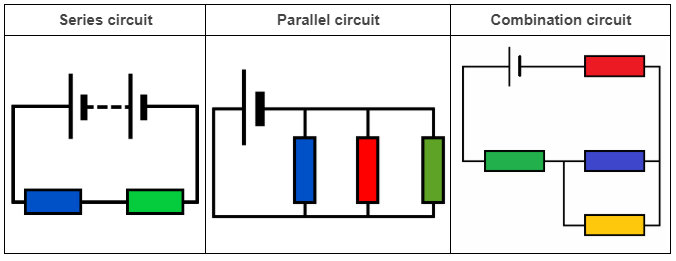 Series circuit
Parallel circuit
Combination circuit